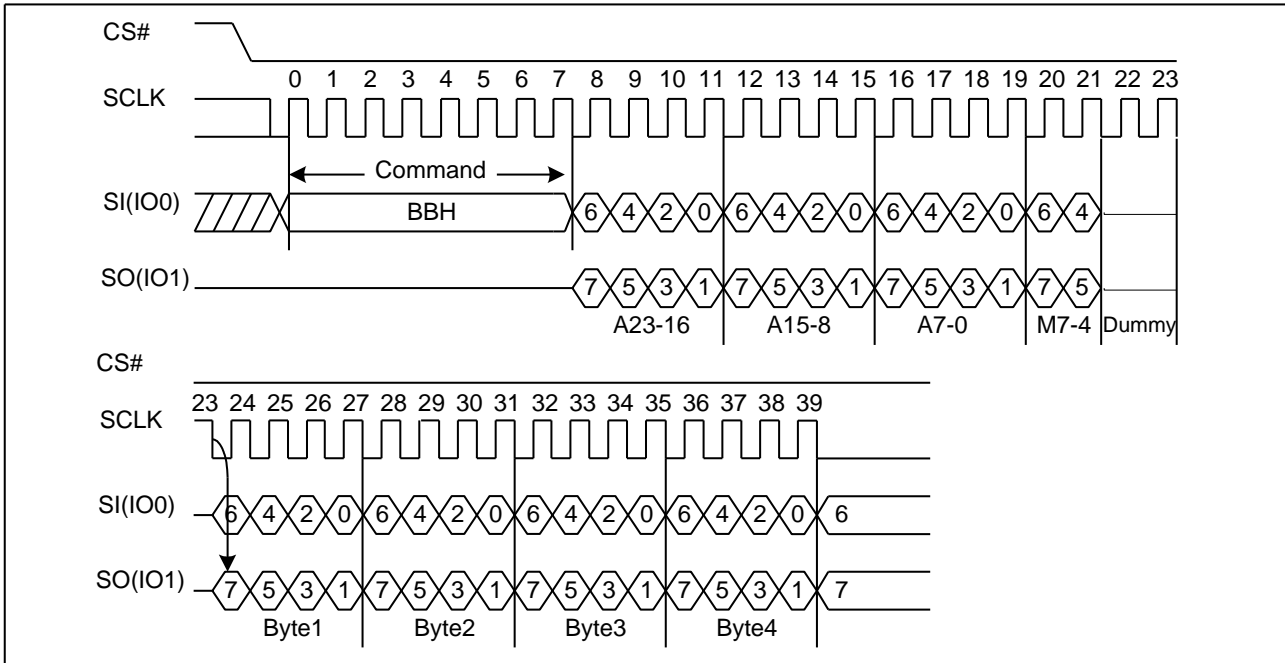 CS#
0 1 2 3 4 5 6 7 8 9 10 11 12 13 14 15 16 17 18 19 20 21 22 23
SCLK
Command
SI(IO0) BBH 6 4 2 0 6 4 2 0 6 4 2 0 6 4
SO(IO1) 7 5 3 1 7 5 3 1 7 5 3 1 7 5
A23-16 A15-8 A7-0 M7-4 Dummy
CS#
23 24 25 26 27 28 29 30 31 32 33 34 35 36 37 38 39
SCLK
SI(IO0) 6 4 2 0 6 4 2 0 6 4 2 0 6 4 2 0 6
SO(IO1) 7 5 3 1 7 5 3 1 7 5 3 1 7 5 3 1 7
Byte1 Byte2 Byte3 Byte4